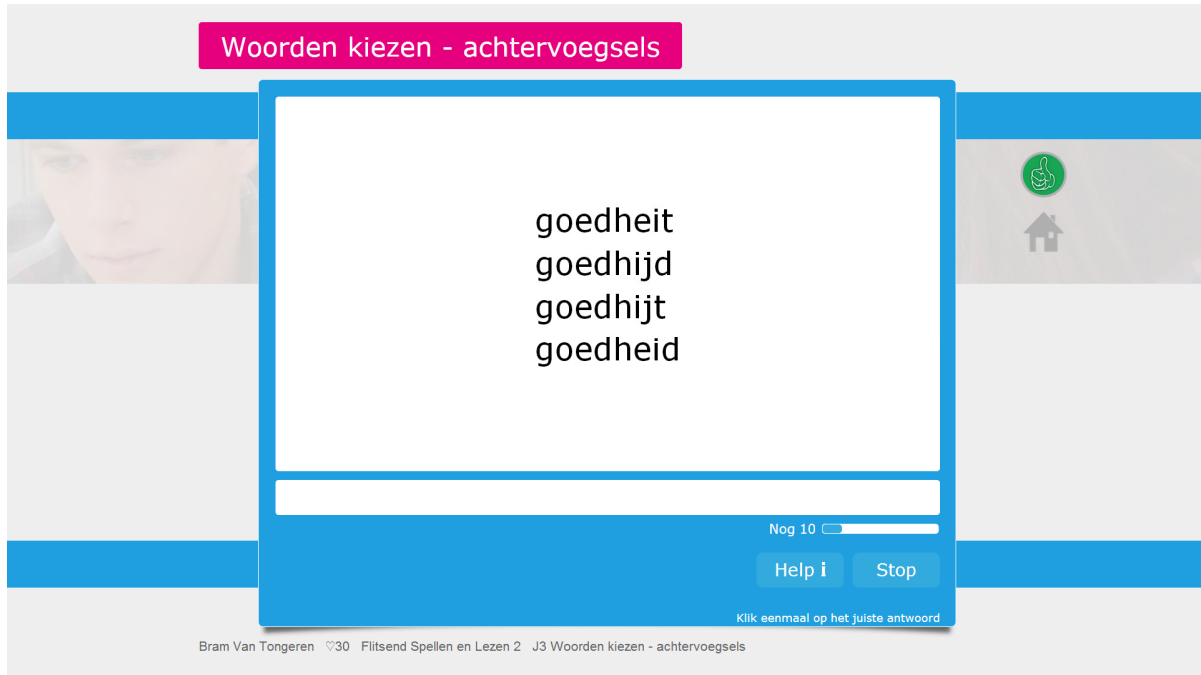 Woorden kiezen - achtervoegsels
goedheit
goedhijd
goedhijt
goedheid
Nog 10
Help i Stop
Klik eenmaal op het juiste antwoord
Bram Van Tongeren ♡30 Flitsend Spellen en Lezen 2 J3 Woorden kiezen - achtervoegsels